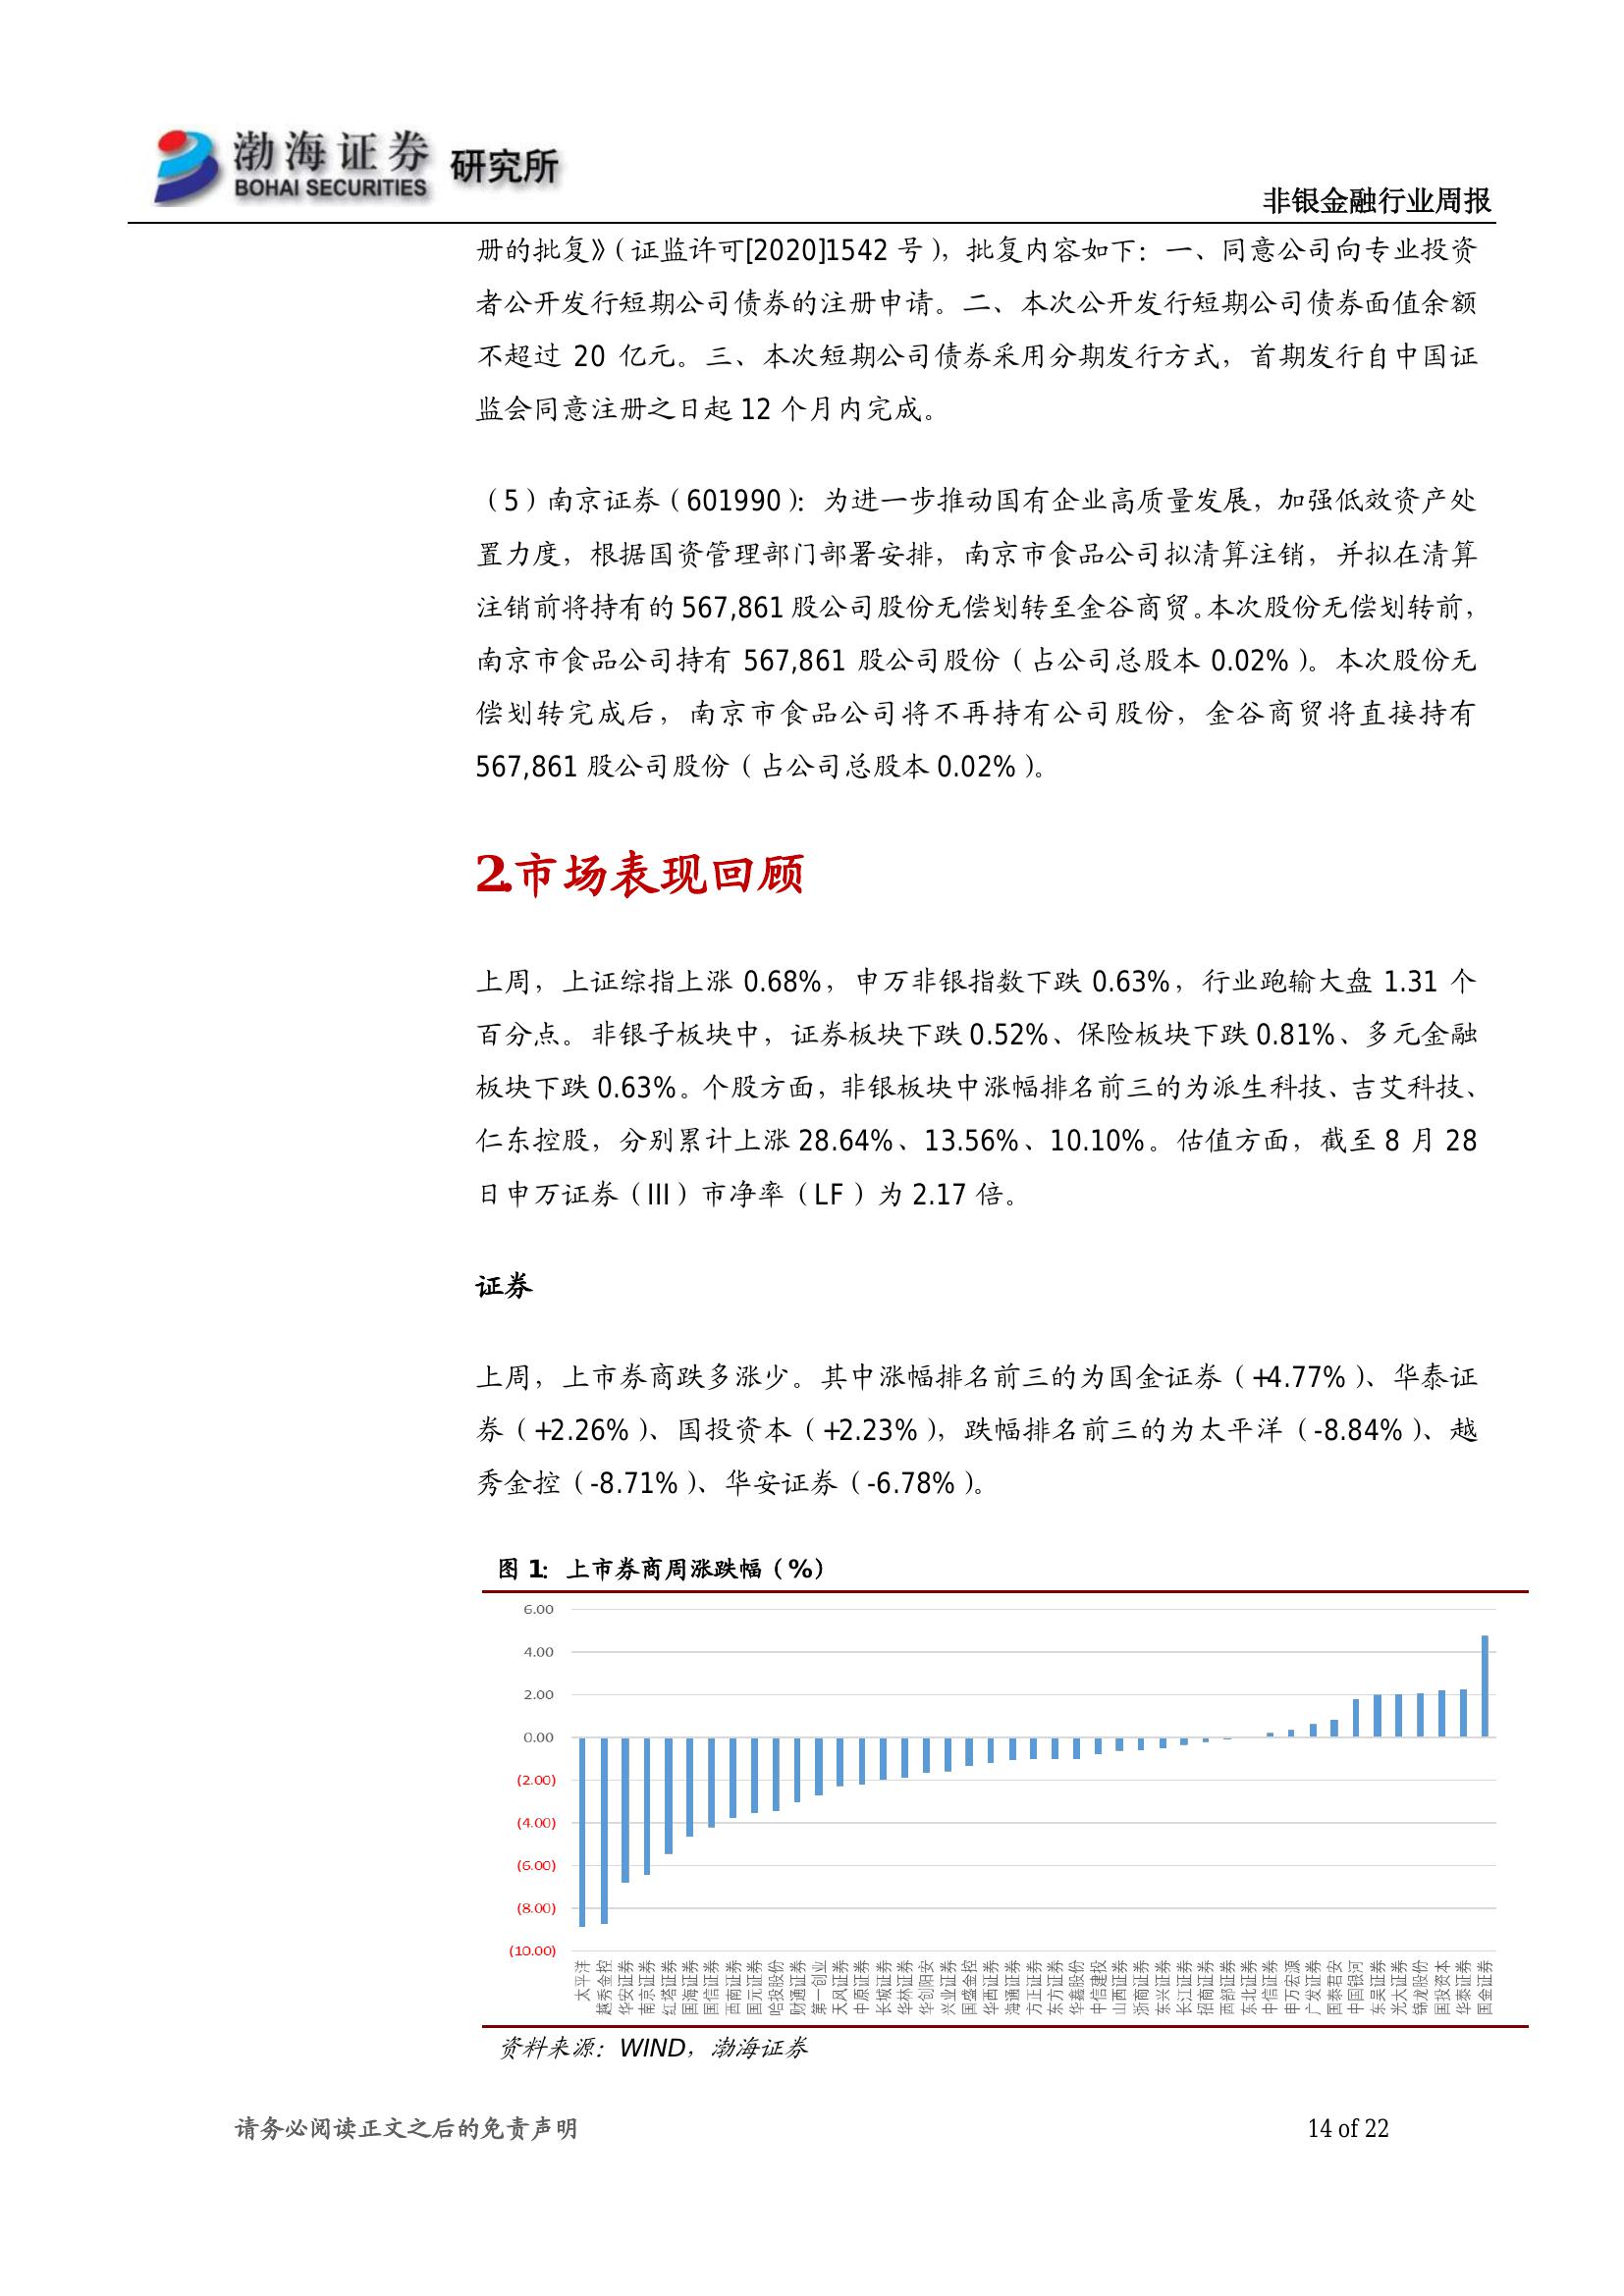 渤海证券 研究所
BOHAI SECURITIES
非银金融行业周报
册的批复》（证监许可[2020]1542 号），批复内容如下：一、同意公司向专业投资
者公开发行短期公司债券的注册申请。二、本次公开发行短期公司债券面值余额
不超过 20 亿元。三、本次短期公司债券采用分期发行方式，首期发行自中国证
监会同意注册之日起 12 个月内完成。
（5）南京证券（601990）：为进一步推动国有企业高质量发展，加强低效资产处
置力度，根据国资管理部门部署安排，南京市食品公司拟清算注销，并拟在清算
注销前将持有的 567,861 股公司股份无偿划转至金谷商贸。本次股份无偿划转前，
南京市食品公司持有 567,861 股公司股份（占公司总股本 0.02%）。本次股份无
偿划转完成后，南京市食品公司将不再持有公司股份，金谷商贸将直接持有
567,861 股公司股份（占公司总股本 0.02%）。
2.市场表现回顾
上周，上证综指上涨 0.68%，申万非银指数下跌 0.63%，行业跑输大盘 1.31 个
百分点。非银子板块中，证券板块下跌 0.52%、保险板块下跌 0.81%、多元金融
板块下跌 0.63%。个股方面，非银板块中涨幅排名前三的为派生科技、吉艾科技、
仁东控股，分别累计上涨 28.64%、13.56%、10.10%。估值方面，截至 8 月 28
日申万证券（III）市净率（LF）为 2.17 倍。
证券
上周，上市券商跌多涨少。其中涨幅排名前三的为国金证券（+4.77%）、华泰证
券（+2.26%）、国投资本（+2.23%），跌幅排名前三的为太平洋（-8.84%）、越
秀金控（-8.71%）、华安证券（-6.78%）。
图 1：上市券商周涨跌幅（%）
6.00
4.00
2.00
0.00
(2.00)
(4.00)
(6.00)
(8.00)
(10.00)
太平洋
越秀金控
华安证券
南京证券
红塔证券
国海证券
国信证券
西南证券
国元证券
哈投股份
财通证券
第一创业
天风证券
中原证券
长城证券
华林证券
华创阳安
兴业证券
国盛金控
华西证券
海通证券
方正证券
东方证券
华鑫股份
中信建投
山西证券
浙商证券
东兴证券
长江证券
招商证券
西部证券
东北证券
中信证券
申万宏源
广发证券
国泰君安
中国银河
东吴证券
光大证券
锦龙股份
国投资本
华泰证券
国金证券
资料来源：WIND，渤海证券
请务必阅读正文之后的免责声明
14 of 22